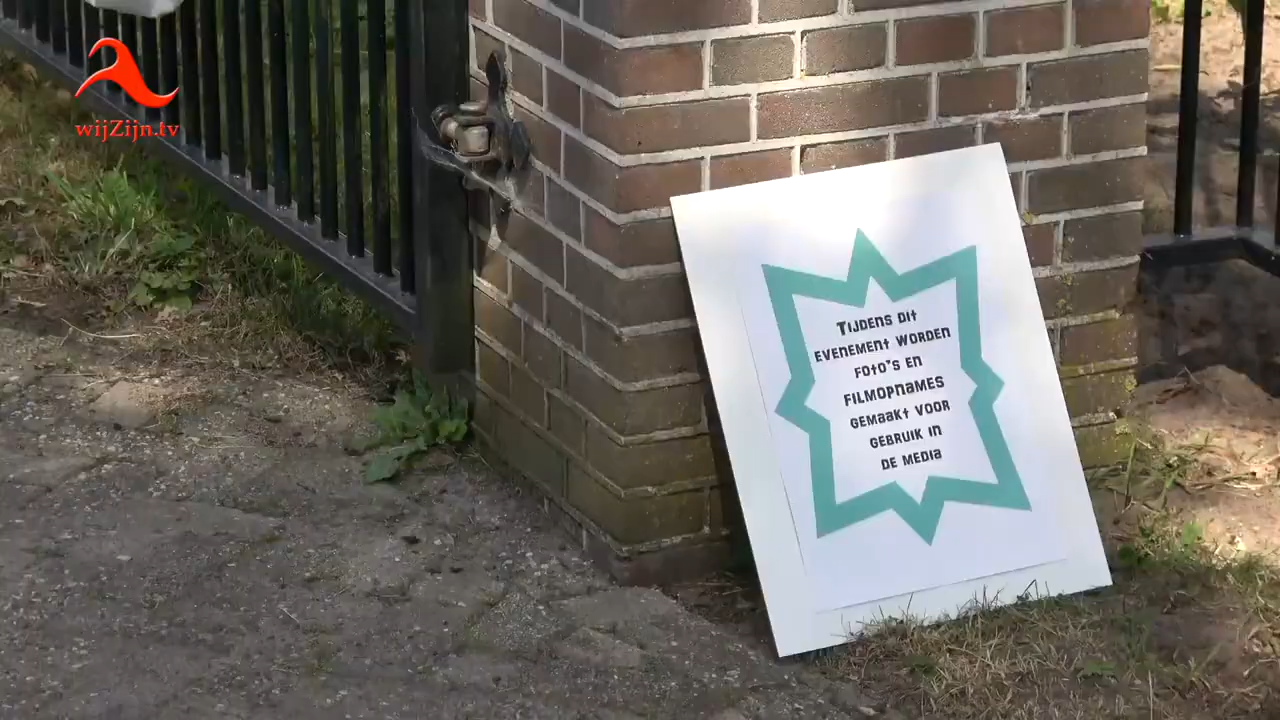 wijZijn.tv
Tijdens dit
evenement worden
foto's en
filmopnames
gemaakt voor
gebruik in
de media